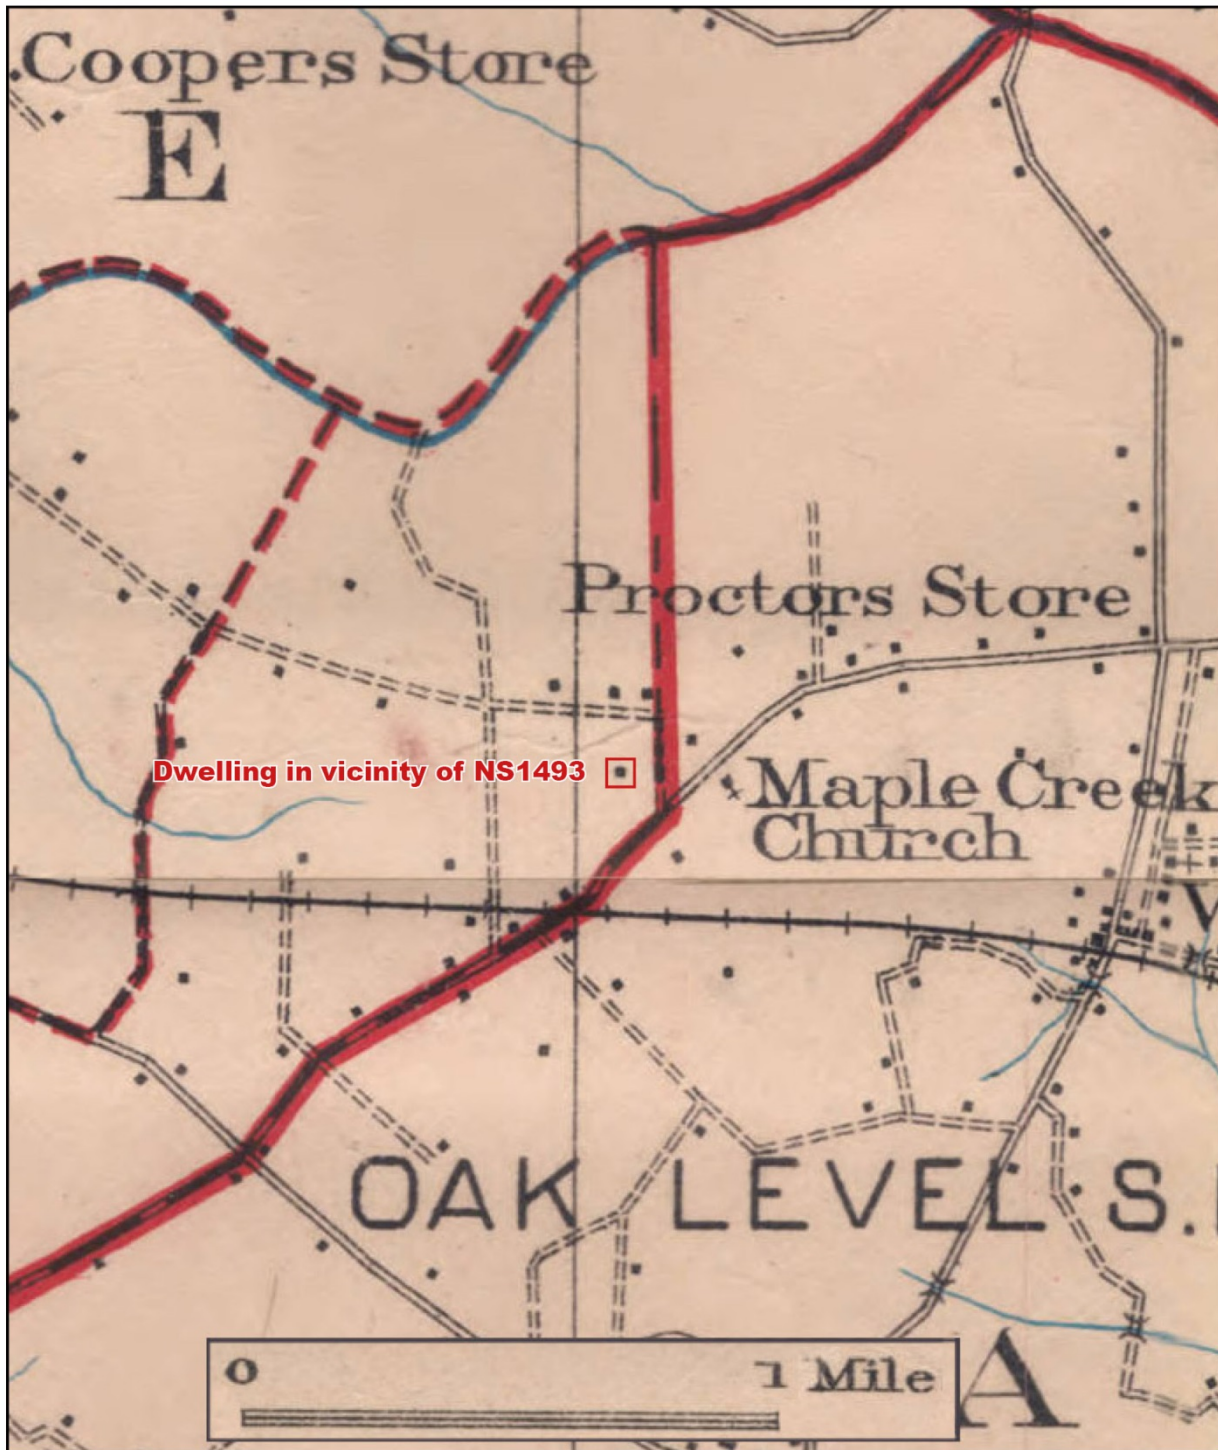 Coopers Store
E
Proctors Store
Dwelling in vicinity of NS1493
Maple Creek
Church
OAK LEVEL S.
A
0
1 Mile